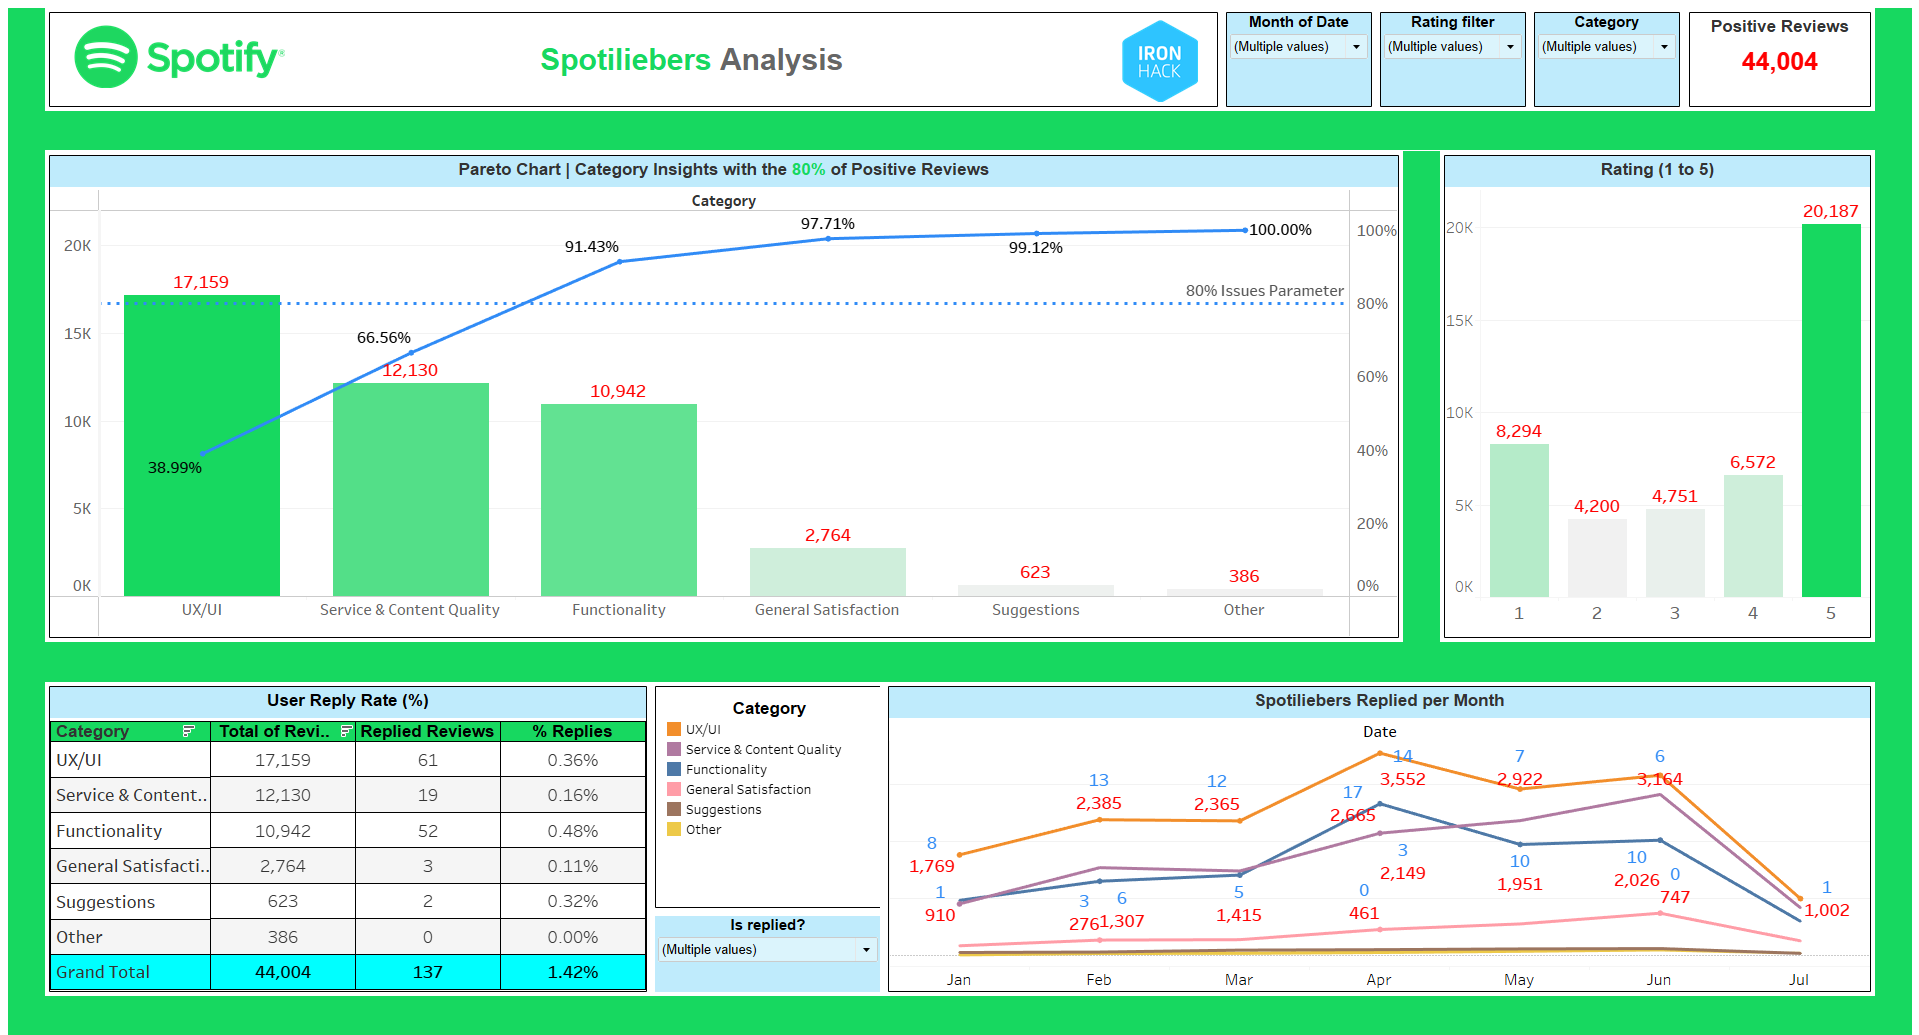 Spotify®
Spotiliebers Analysis
IRON
HACK
Month of Date
(Multiple values)
Rating filter
(Multiple values)
Category
(Multiple values)
Positive Reviews
44,004
Pareto Chart | Category Insights with the 80% of Positive Reviews
Category
20K
15K
10K
5K
0K
100%
80%
60%
40%
20%
0%
80% Issues Parameter
17,159
12,130
10,942
2,764
623
386
38.99%
66.56%
91.43%
97.71%
99.12%
100.00%
UX/UI
Service & Content Quality
Functionality
General Satisfaction
Suggestions
Other
Rating (1 to 5)
20K
15K
10K
5K
0K
8,294
4,200
4,751
6,572
20,187
1
2
3
4
5
User Reply Rate (%)
Category Total of Revi.. Replied Reviews % Replies
UX/UI 17,159 61 0.36%
Service & Content.. 12,130 19 0.16%
Functionality 10,942 52 0.48%
General Satisfacti.. 2,764 3 0.11%
Suggestions 623 2 0.32%
Other 386 0 0.00%
Grand Total 44,004 137 1.42%
Category
UX/UI
Service & Content Quality
Functionality
General Satisfaction
Suggestions
Other
Is replied?
(Multiple values)
Spotiliebers Replied per Month
Date
8
1,769
1
910
13
2,385
3
276
6
1,307
12
2,365
5
1,415
14
3,552
17
2,665
3
2,149
0
461
7
2,922
10
1,951
6
3,164
10
2,026
0
747
1
1,002
Jan
Feb
Mar
Apr
May
Jun
Jul